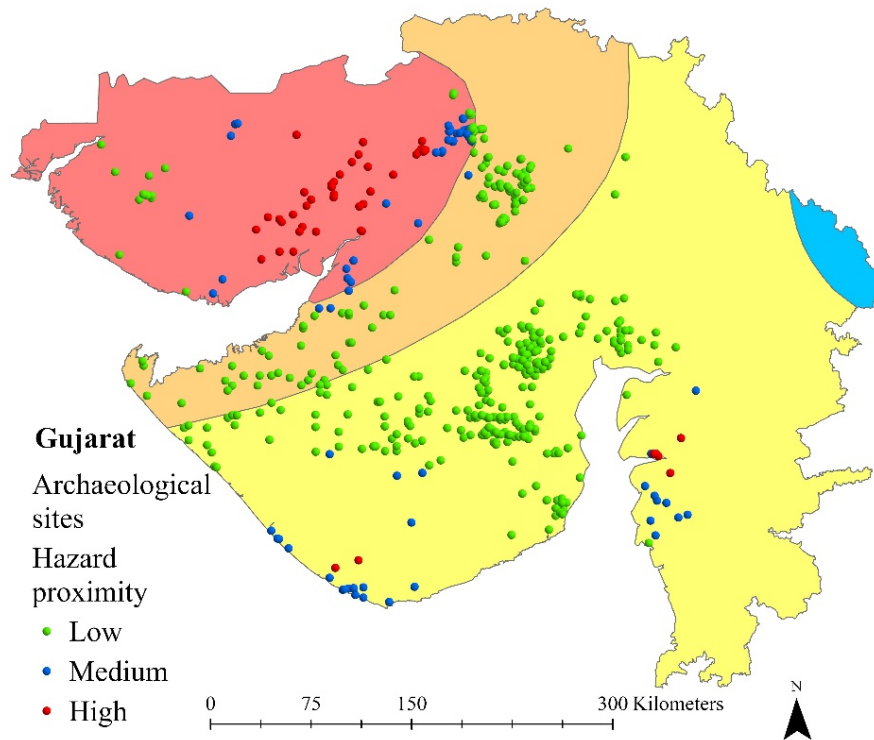 Gujarat
Archaeological
sites
Hazard
proximity
Low
Medium
High
0 75 150 300 Kilometers
N